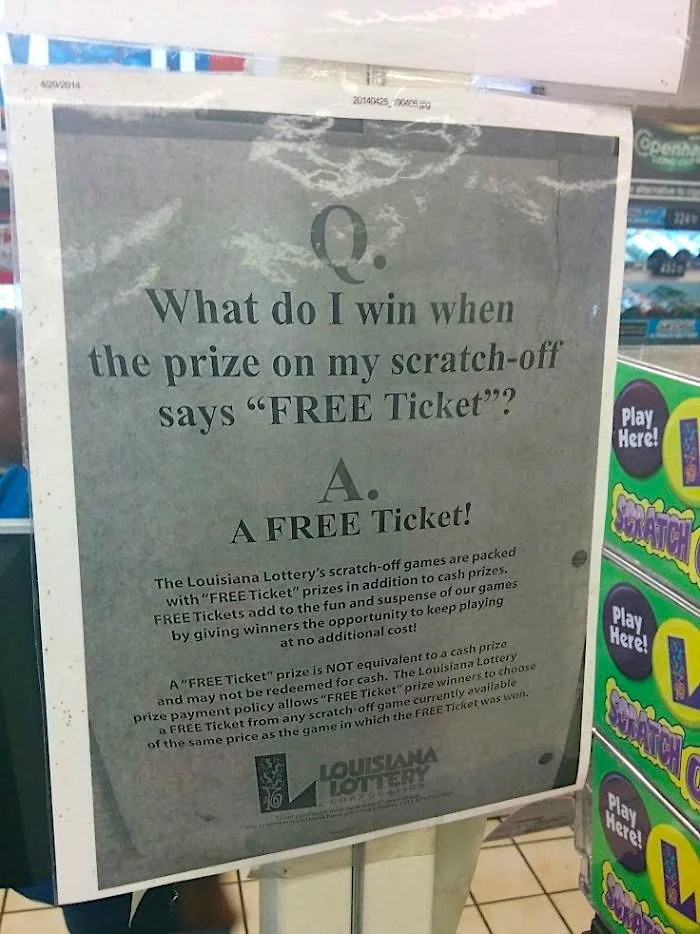 4/29/2014
20140425_190405.jpg
Q.
What do I win when
the prize on my scratch-off
says “FREE Ticket”?
A.
A FREE Ticket!
The Louisiana Lottery's scratch-off games are packed
with “FREE Ticket” prizes in addition to cash prizes.
FREE Tickets add to the fun and suspense of our games
by giving winners the opportunity to keep playing
at no additional cost!
A “FREE Ticket” prize is NOT equivalent to a cash prize
and may not be redeemed for cash. The Louisiana Lottery
prize payment policy allows “FREE Ticket” prize winners to choose
a FREE Ticket from any scratch-off game currently available
of the same price as the game in which the FREE Ticket was won.
LOUISIANA
LOTTERY
CORPORATION
Play
Here!
SCRATCH
Play
Here!
SCRATCH
Play
Here!